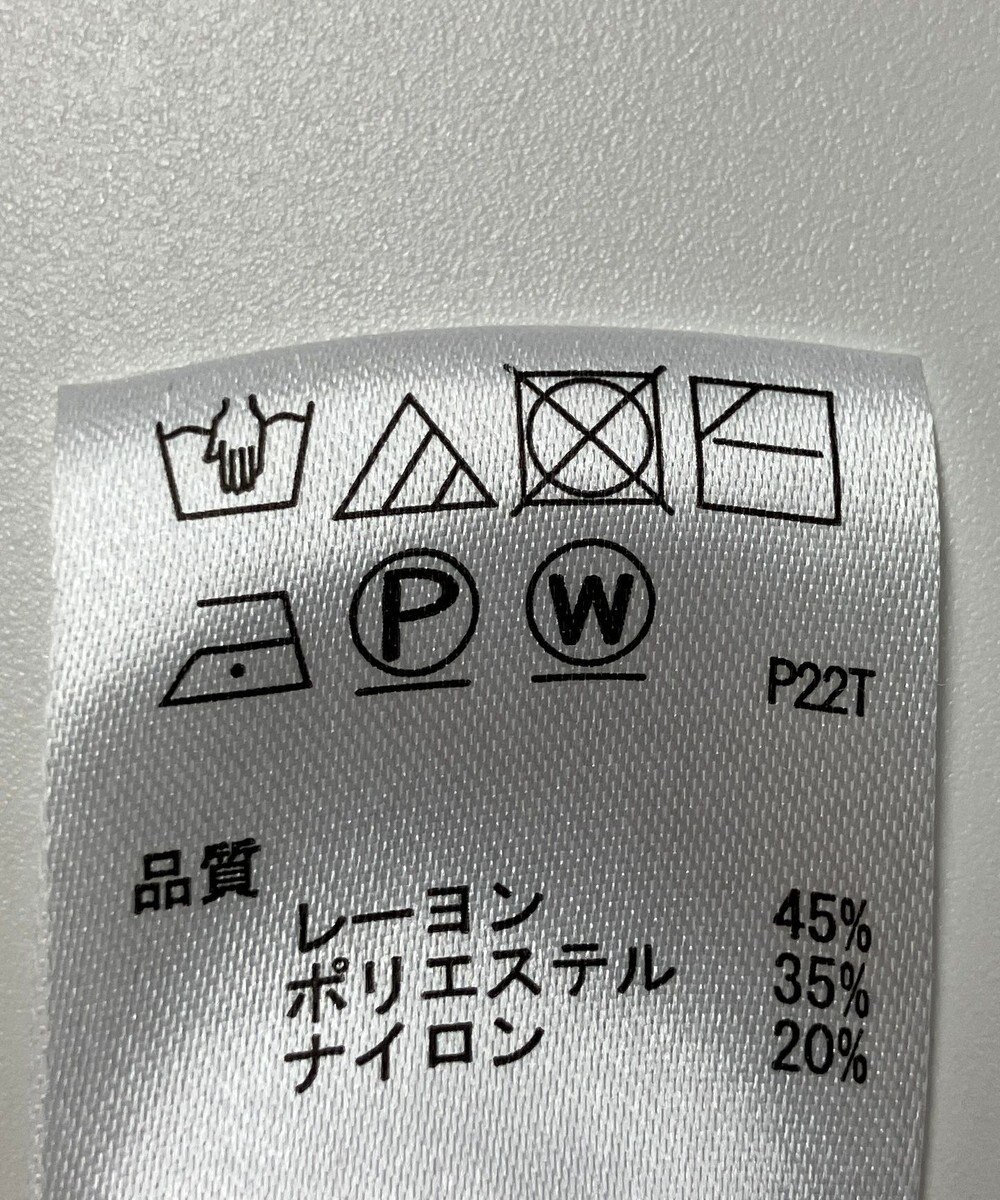 P W
P22T
品質
レーヨン 45%
ポリエステル 35%
ナイロン 20%